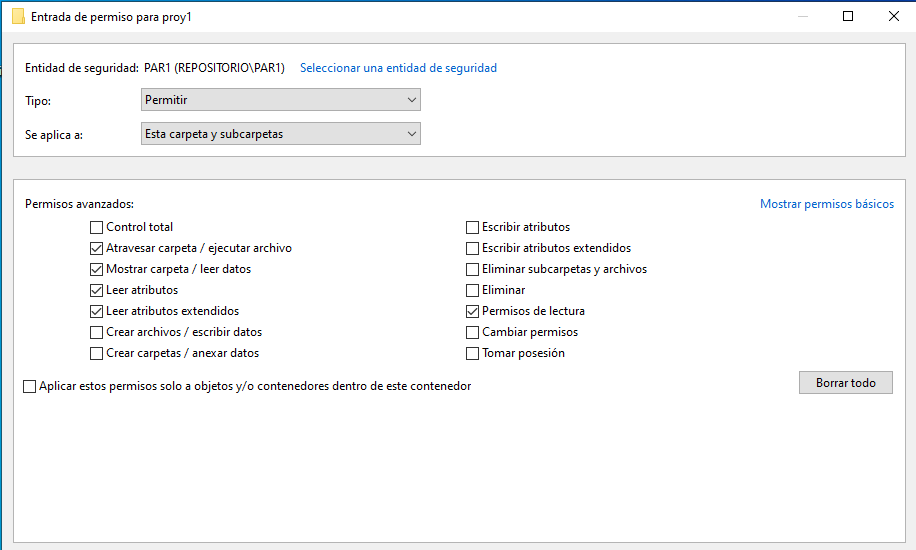 Entrada de permiso para proy1
Entidad de seguridad: PAR1 (REPOSITORIO\PAR1) Seleccionar una entidad de seguridad
Tipo: Permitir
Se aplica a: Esta carpeta y subcarpetas
Permisos avanzados: Mostrar permisos básicos
Control total Escribir atributos
Atravesar carpeta / ejecutar archivo Escribir atributos extendidos
Mostrar carpeta / leer datos Eliminar subcarpetas y archivos
Leer atributos Eliminar
Leer atributos extendidos Permisos de lectura
Crear archivos / escribir datos Cambiar permisos
Crear carpetas / anexar datos Tomar posesión
Aplicar estos permisos solo a objetos y/o contenedores dentro de este contenedor Borrar todo